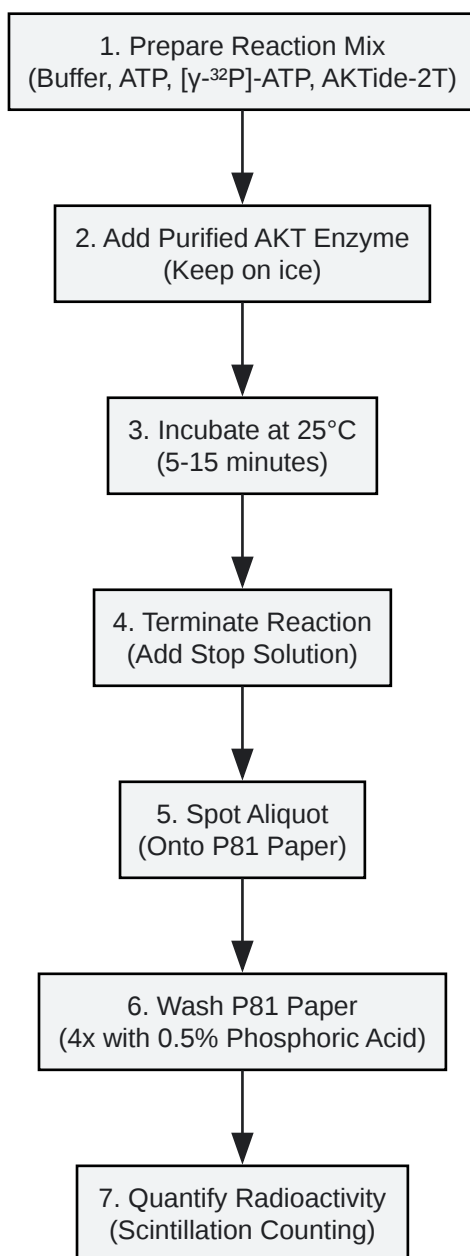 1. Prepare Reaction Mix
(Buffer, ATP, [γ-³²P]-ATP, AKTide-2T)
2. Add Purified AKT Enzyme
(Keep on ice)
3. Incubate at 25°C
(5-15 minutes)
4. Terminate Reaction
(Add Stop Solution)
5. Spot Aliquot
(Onto P81 Paper)
6. Wash P81 Paper
(4x with 0.5% Phosphoric Acid)
7. Quantify Radioactivity
(Scintillation Counting)